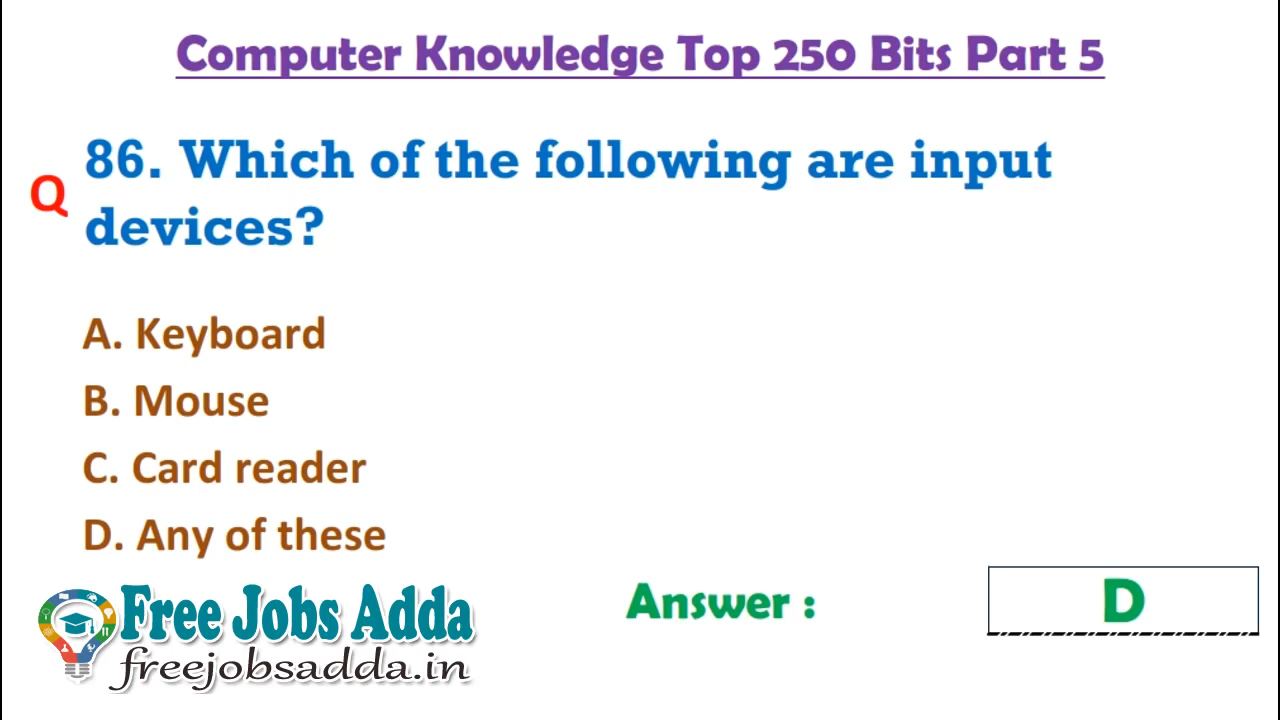 Computer Knowledge Top 250 Bits Part 5
Q
86. Which of the following are input
devices?
A. Keyboard
B. Mouse
C. Card reader
D. Any of these
Free Jobs Adda
freejobsadda.in
Answer :
D